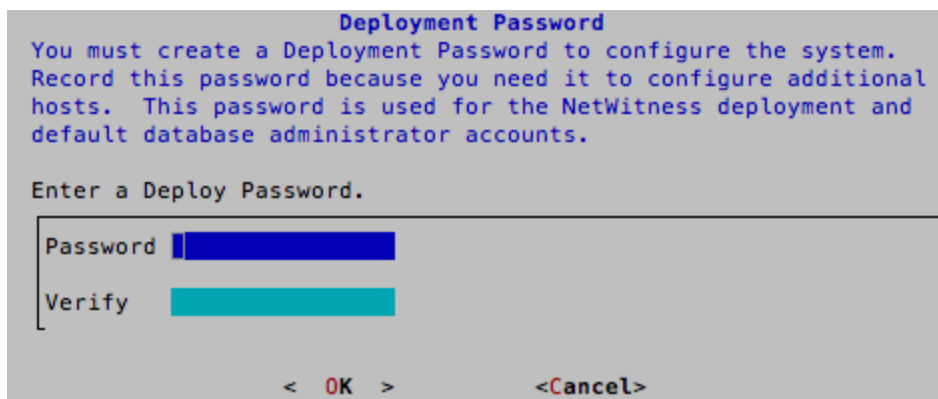 Deployment Password
You must create a Deployment Password to configure the system.
Record this password because you need it to configure additional
hosts.  This password is used for the NetWitness deployment and
default database administrator accounts.
Enter a Deploy Password.
Password
Verify
<  OK  >          <Cancel>